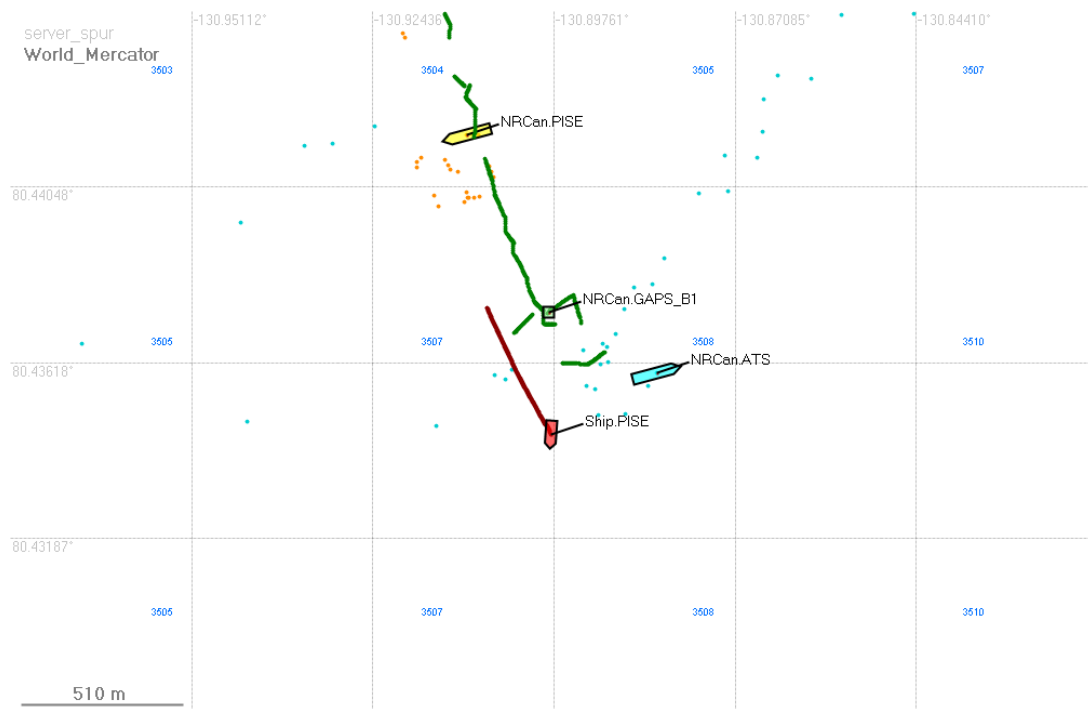 -130.95112 -130.92436 -130.89761 -130.87085 -130.84410
server_spur
World_Mercator
3503 3504 3505 3507
NRCan.PISE
80.44048°
NRCan.GAPS_B1
3505 3507 3508 3510
NRCan.ATS
80.43618°
Ship.PISE
80.43187°
3505 3507 3508 3510
510 m